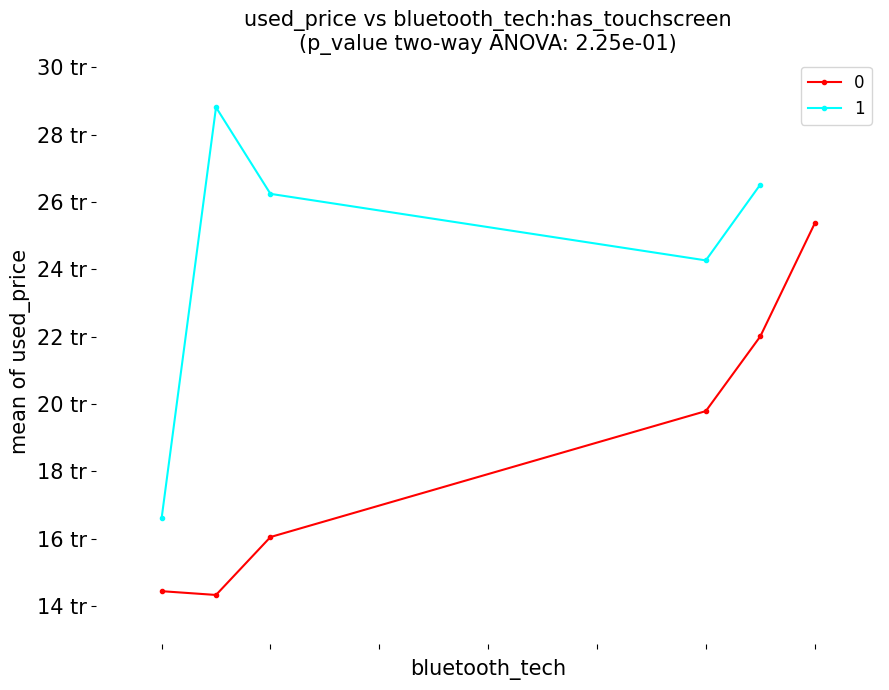 used_price vs bluetooth_tech:has_touchscreen
(p_value two-way ANOVA: 2.25e-01)
30 tr
28 tr
26 tr
24 tr
22 tr
20 tr
18 tr
16 tr
14 tr
mean of used_price
0
1
bluetooth_tech